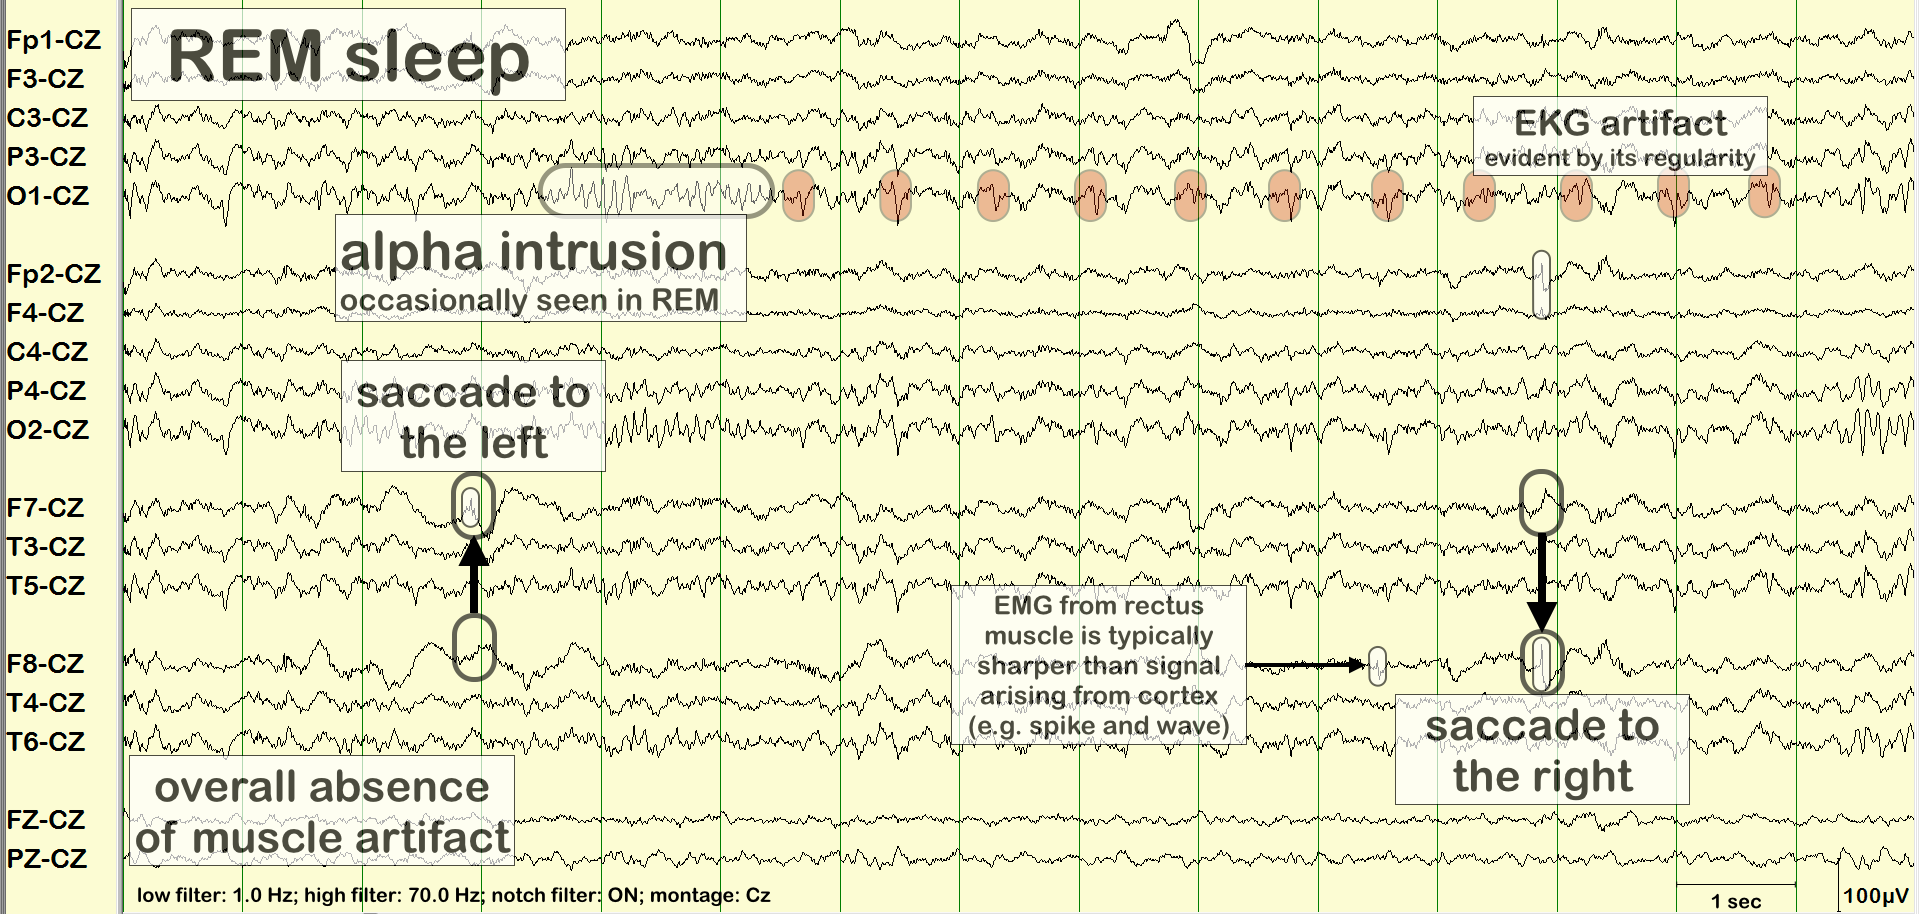 REM sleep
Fp1-CZ
F3-CZ
C3-CZ
P3-CZ
O1-CZ
EKG artifact
evident by its regularity
alpha intrusion
occasionally seen in REM
Fp2-CZ
F4-CZ
C4-CZ
P4-CZ
O2-CZ
saccade to
the left
F7-CZ
T3-CZ
T5-CZ
EMG from rectus
muscle is typically
sharper than signal
arising from cortex
(e.g. spike and wave)
F8-CZ
T4-CZ
T6-CZ
saccade to
the right
overall absence
of muscle artifact
FZ-CZ
PZ-CZ
low filter: 1.0 Hz; high filter: 70.0 Hz; notch filter: ON; montage: Cz
1 sec
100µV